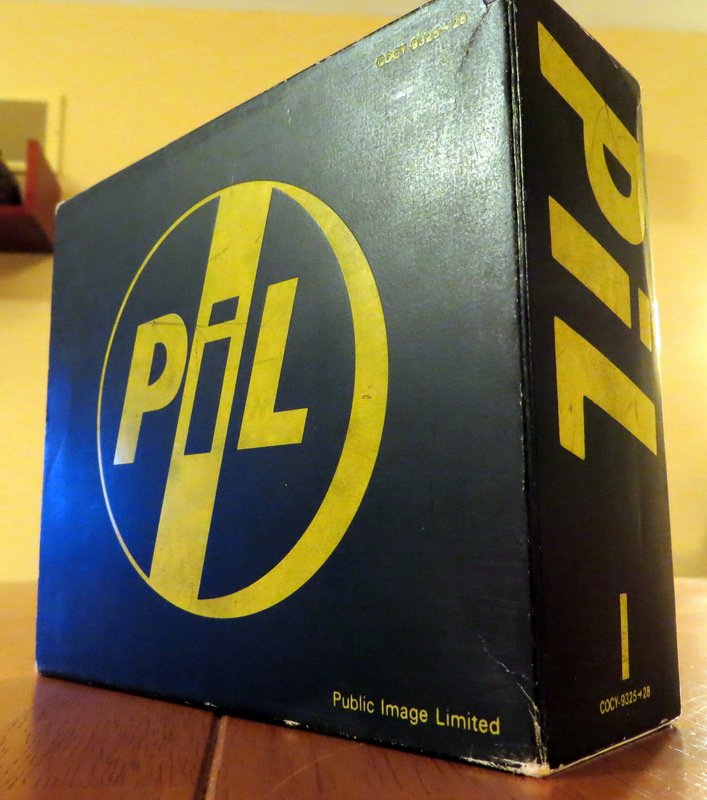 COCY-9325→28
PiL
Public Image Limited
PiL
I
COCY-9325→28